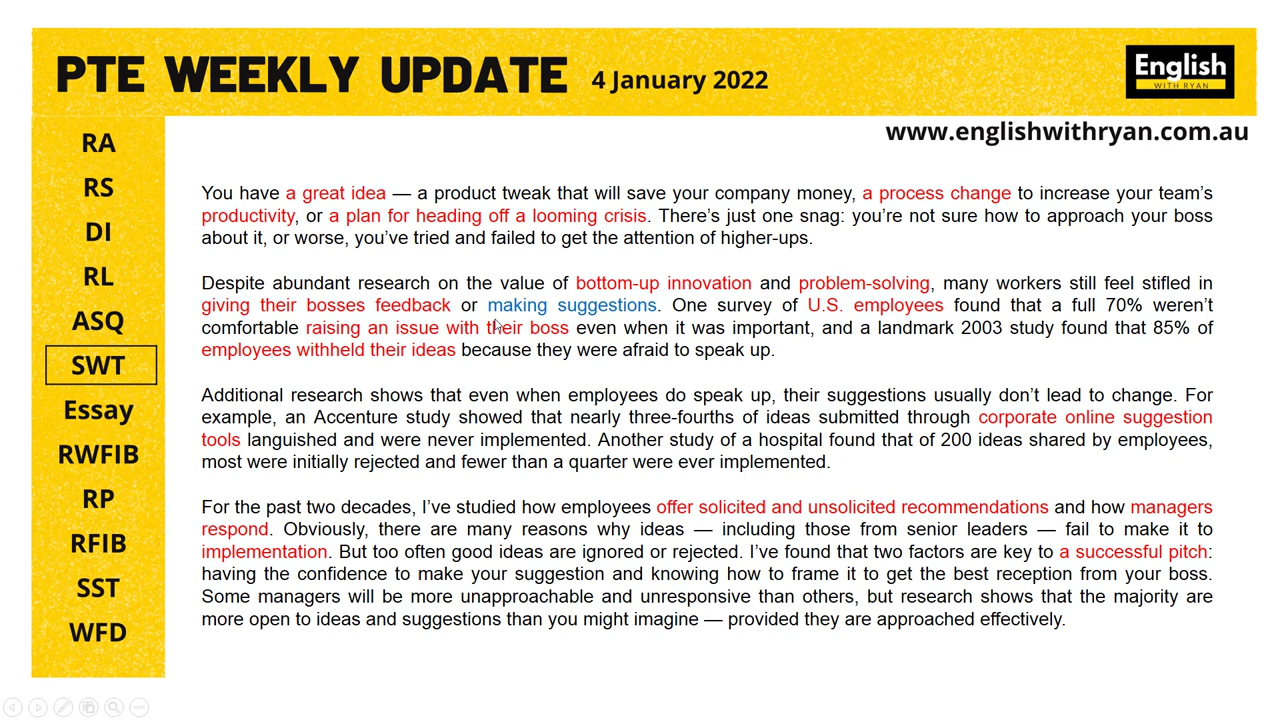 PTE WEEKLY UPDATE 4 January 2022
English
WITH RYAN
www.englishwithryan.com.au
RA
RS
DI
RL
ASQ
SWT
Essay
RWFIB
RP
RFIB
SST
WFD
You have a great idea — a product tweak that will save your company money, a process change to increase your team’s
productivity, or a plan for heading off a looming crisis. There’s just one snag: you’re not sure how to approach your boss
about it, or worse, you’ve tried and failed to get the attention of higher-ups.
Despite abundant research on the value of bottom-up innovation and problem-solving, many workers still feel stifled in
giving their bosses feedback or making suggestions. One survey of U.S. employees found that a full 70% weren’t
comfortable raising an issue with their boss even when it was important, and a landmark 2003 study found that 85% of
employees withheld their ideas because they were afraid to speak up.
Additional research shows that even when employees do speak up, their suggestions usually don’t lead to change. For
example, an Accenture study showed that nearly three-fourths of ideas submitted through corporate online suggestion
tools languished and were never implemented. Another study of a hospital found that of 200 ideas shared by employees,
most were initially rejected and fewer than a quarter were ever implemented.
For the past two decades, I’ve studied how employees offer solicited and unsolicited recommendations and how managers
respond. Obviously, there are many reasons why ideas — including those from senior leaders — fail to make it to
implementation. But too often good ideas are ignored or rejected. I’ve found that two factors are key to a successful pitch:
having the confidence to make your suggestion and knowing how to frame it to get the best reception from your boss.
Some managers will be more unapproachable and unresponsive than others, but research shows that the majority are
more open to ideas and suggestions than you might imagine — provided they are approached effectively.